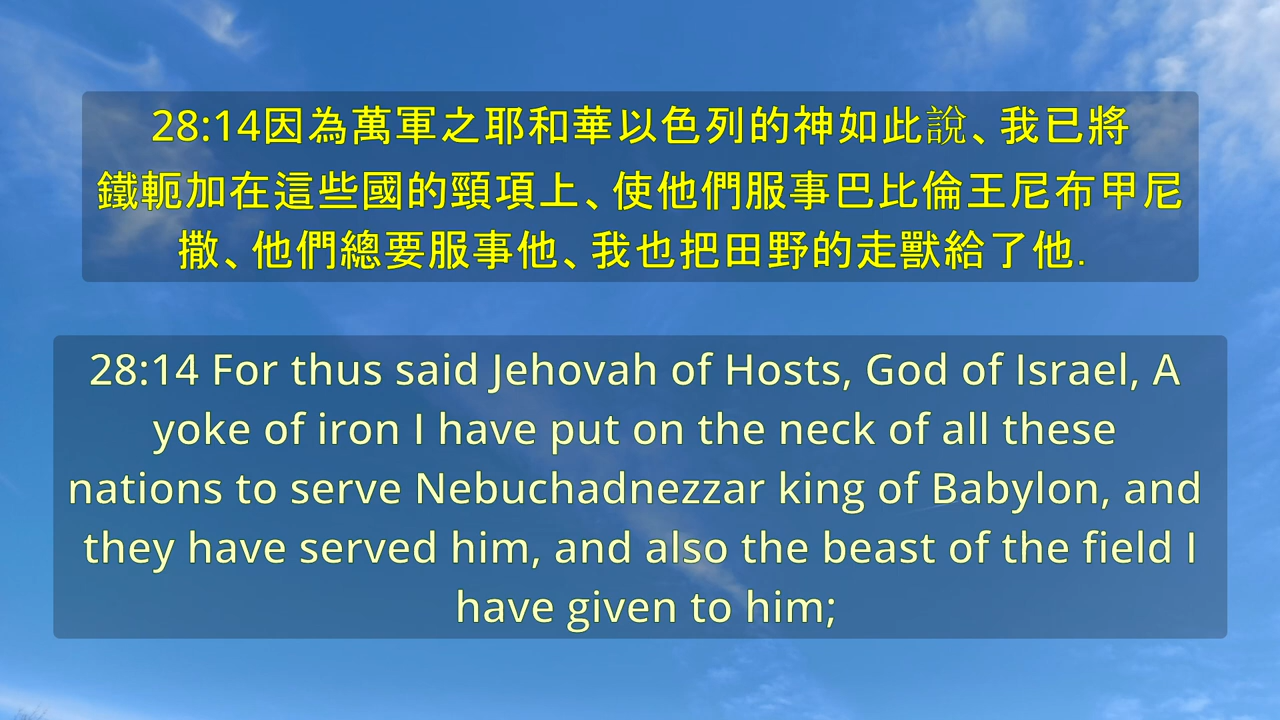 28:14因為萬軍之耶和華以色列的神如此說、我已將
鐵軛加在這些國的頸項上、使他們服事巴比倫王尼布甲尼
撒、他們總要服事他、我也把田野的走獸給了他.
28:14 For thus said Jehovah of Hosts, God of Israel, A
yoke of iron I have put on the neck of all these
nations to serve Nebuchadnezzar king of Babylon, and
they have served him, and also the beast of the field I
have given to him;